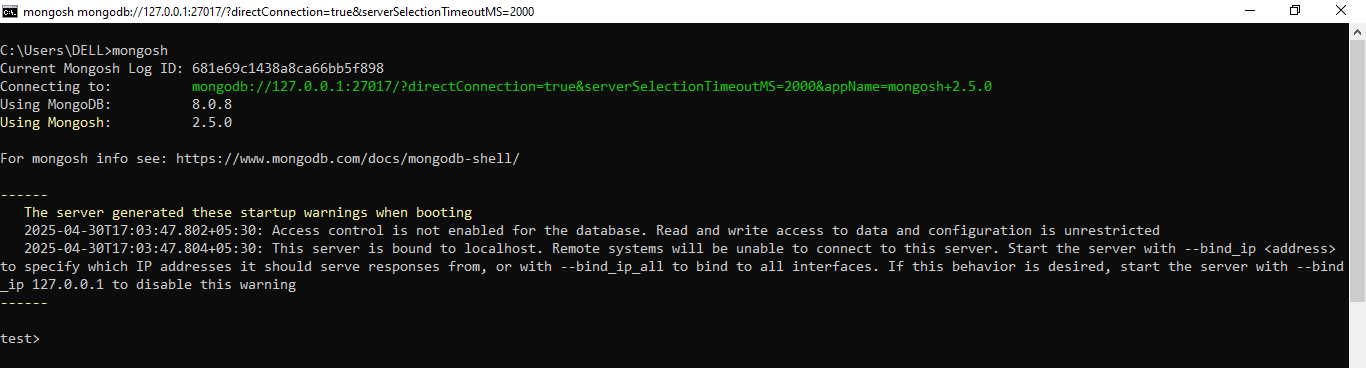 mongosh mongodb://127.0.0.1:27017/?directConnection=true&serverSelectionTimeoutMS=2000
C:\Users\DELL>mongosh
Current Mongosh Log ID: 681e69c1438a8ca66bb5f898
Connecting to:          mongodb://127.0.0.1:27017/?directConnection=true&serverSelectionTimeoutMS=2000&appName=mongosh+2.5.0
Using MongoDB:          8.0.8
Using Mongosh:          2.5.0
For mongosh info see: https://www.mongodb.com/docs/mongodb-shell/
------
   The server generated these startup warnings when booting
   2025-04-30T17:03:47.802+05:30: Access control is not enabled for the database. Read and write access to data and configuration is unrestricted
   2025-04-30T17:03:47.804+05:30: This server is bound to localhost. Remote systems will be unable to connect to this server. Start the server with --bind_ip <address>
to specify which IP addresses it should serve responses from, or with --bind_ip_all to bind to all interfaces. If this behavior is desired, start the server with --bind
_ip 127.0.0.1 to disable this warning
------
test>